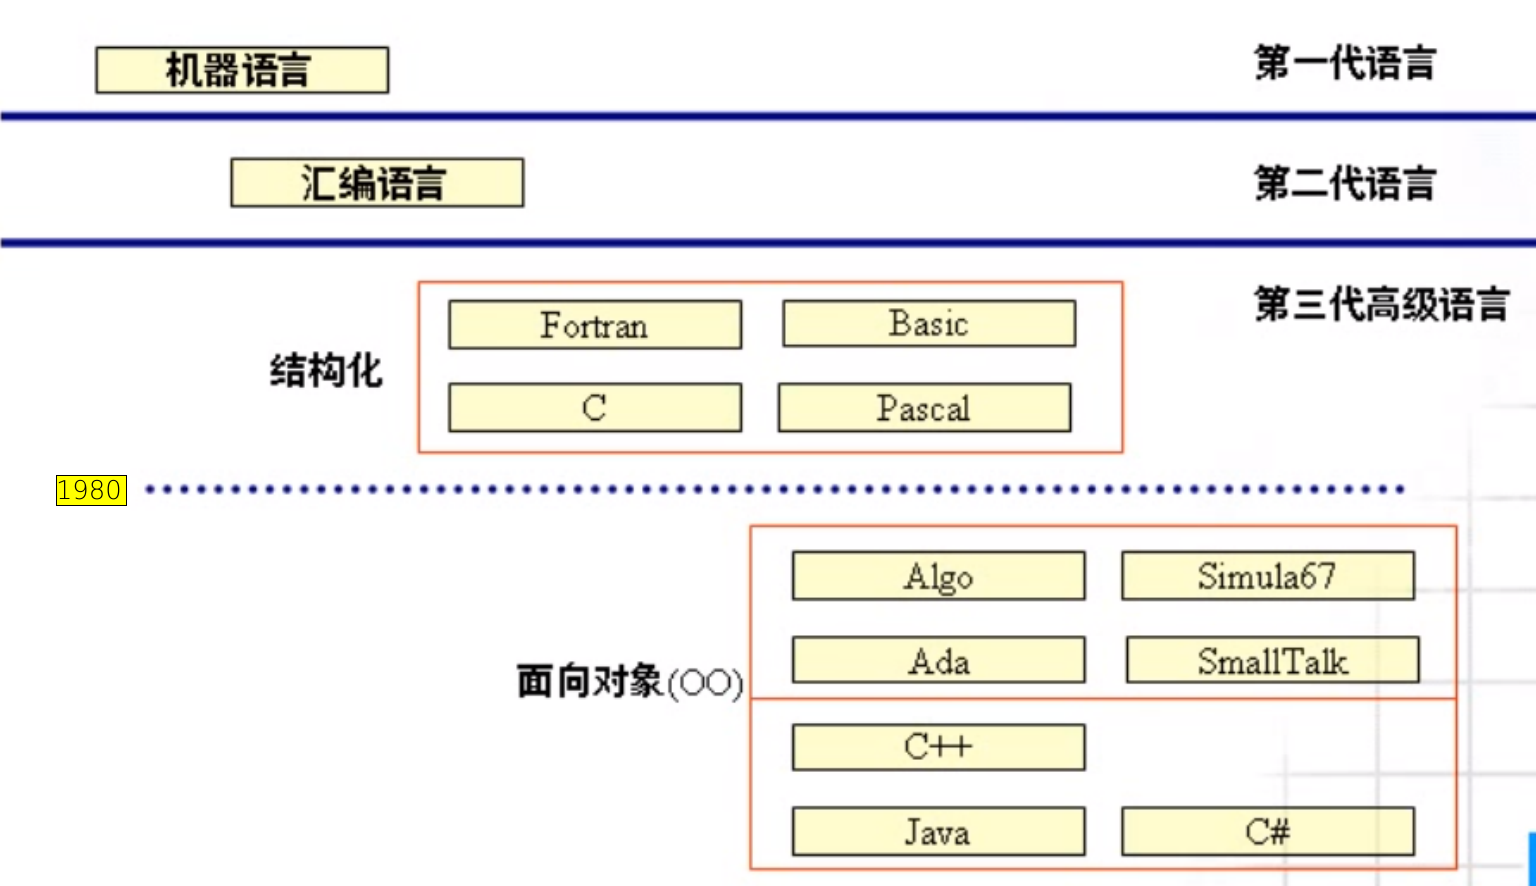 机器语言 第一代语言
汇编语言 第二代语言
第三代高级语言
Fortran Basic
结构化
C Pascal
1980
Algo Simula67
Ada SmallTalk
面向对象(OO)
C++
Java C#